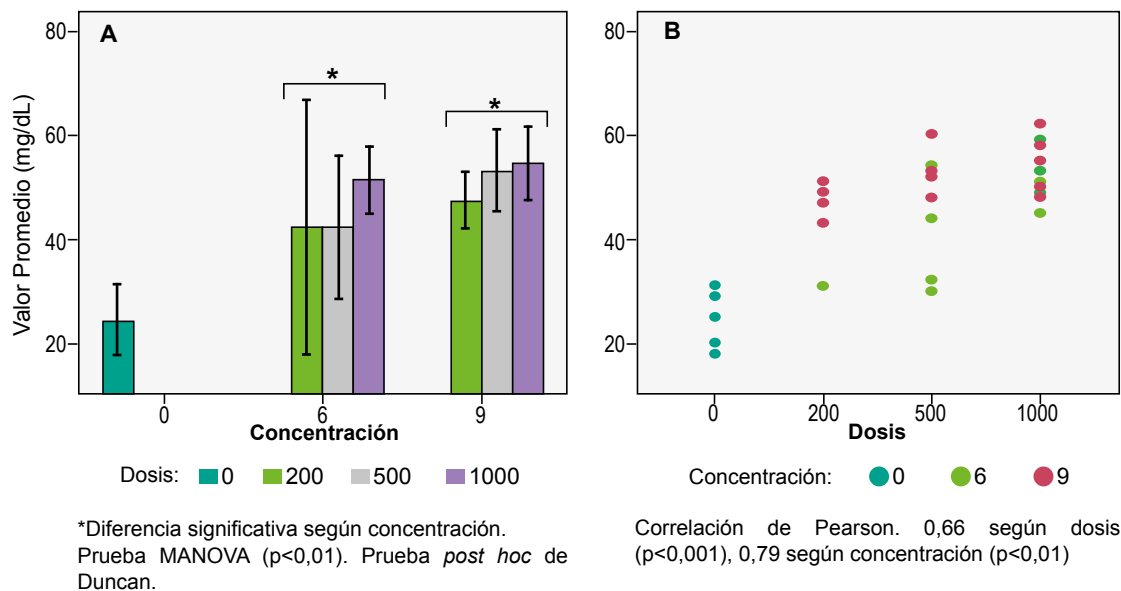 A
80
60
40
20
Valor Promedio (mg/dL)
*
*
0 6 9
Concentración
Dosis: 0 200 500 1000
*Diferencia significativa según concentración.
Prueba MANOVA (p<0,01). Prueba post hoc de
Duncan.
B
80
60
40
20
0 200 500 1000
Dosis
Concentración: 0 6 9
Correlación de Pearson. 0,66 según dosis
(p<0,001), 0,79 según concentración (p<0,01)